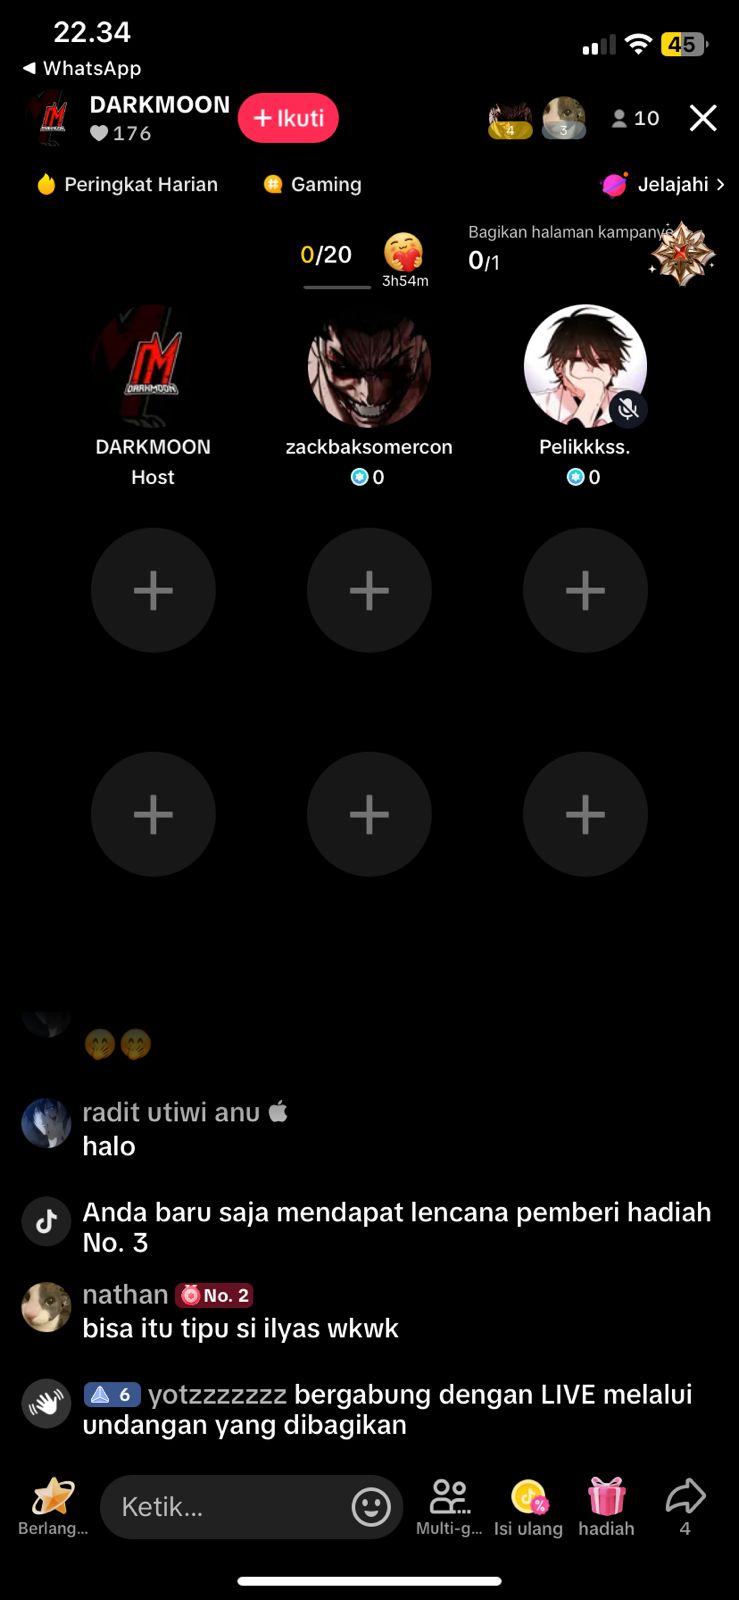 22.34
45
◀ WhatsApp
DARKMOON
176
+ Ikuti
4
3
10
Peringkat Harian
Gaming
Jelajahi >
0/20
3h54m
Bagikan halaman kampanye
0/1
DARKMOON
DARKMOON
Host
zackbaksomercon
0
Pelikkkss.
0
radit utiwi anu
halo
Anda baru saja mendapat lencana pemberi hadiah
No. 3
nathan No. 2
bisa itu tipu si ilyas wkwk
6 yotzzzzzzz bergabung dengan LIVE melalui
undangan yang dibagikan
Berlang...
Ketik...
Multi-g...
Isi ulang
hadiah
4